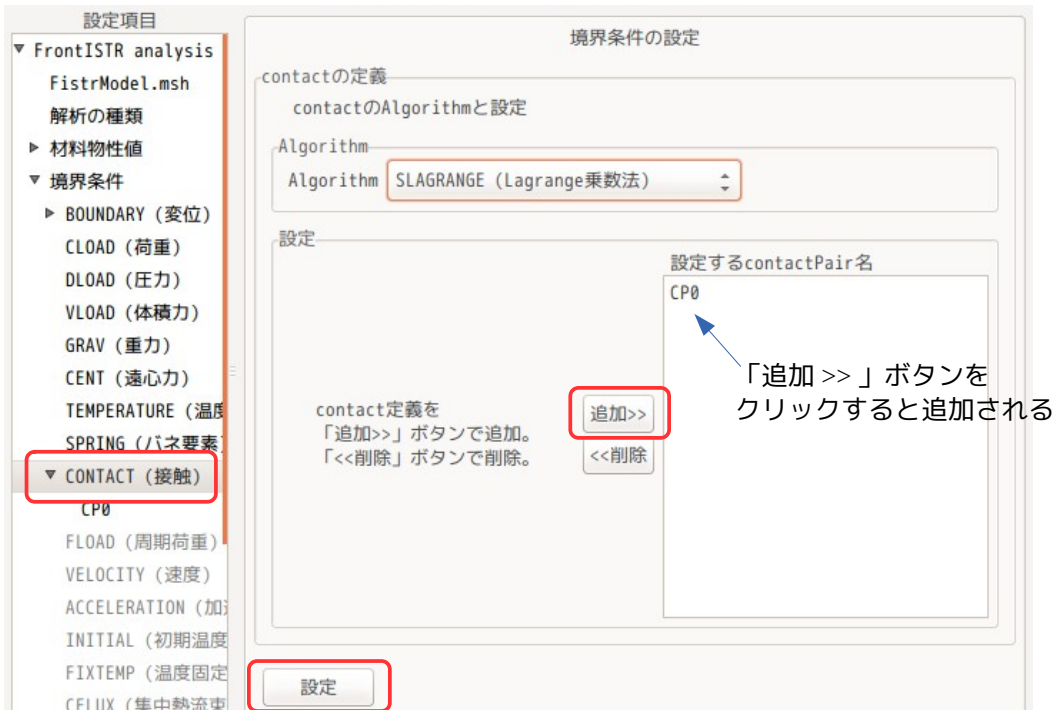 設定項目
FrontISTR analysis
FistrModel.msh
解析の種類
材料物性値
境界条件
BOUNDARY (変位)
CLOAD (荷重)
DLOAD (圧力)
VLOAD (体積力)
GRAV (重力)
CENT (遠心力)
TEMPERATURE (温度
SPRING (バネ要素)
CONTACT (接触)
CP0
FLOAD (周期荷重)
VELOCITY (速度)
ACCELERATION (加速
INITIAL (初期温度
FIXTEMP (温度固定
CFLUX (集中熱流束
境界条件の設定
contactの定義
contactのAlgorithmと設定
Algorithm
Algorithm SLAGRANGE (Lagrange乗数法)
設定
設定するcontactPair名
CP0
「追加 >> 」ボタンを
クリックすると追加される
contact定義を
「追加>>」ボタンで追加。
「<<削除」ボタンで削除。
追加>>
<<削除
設定